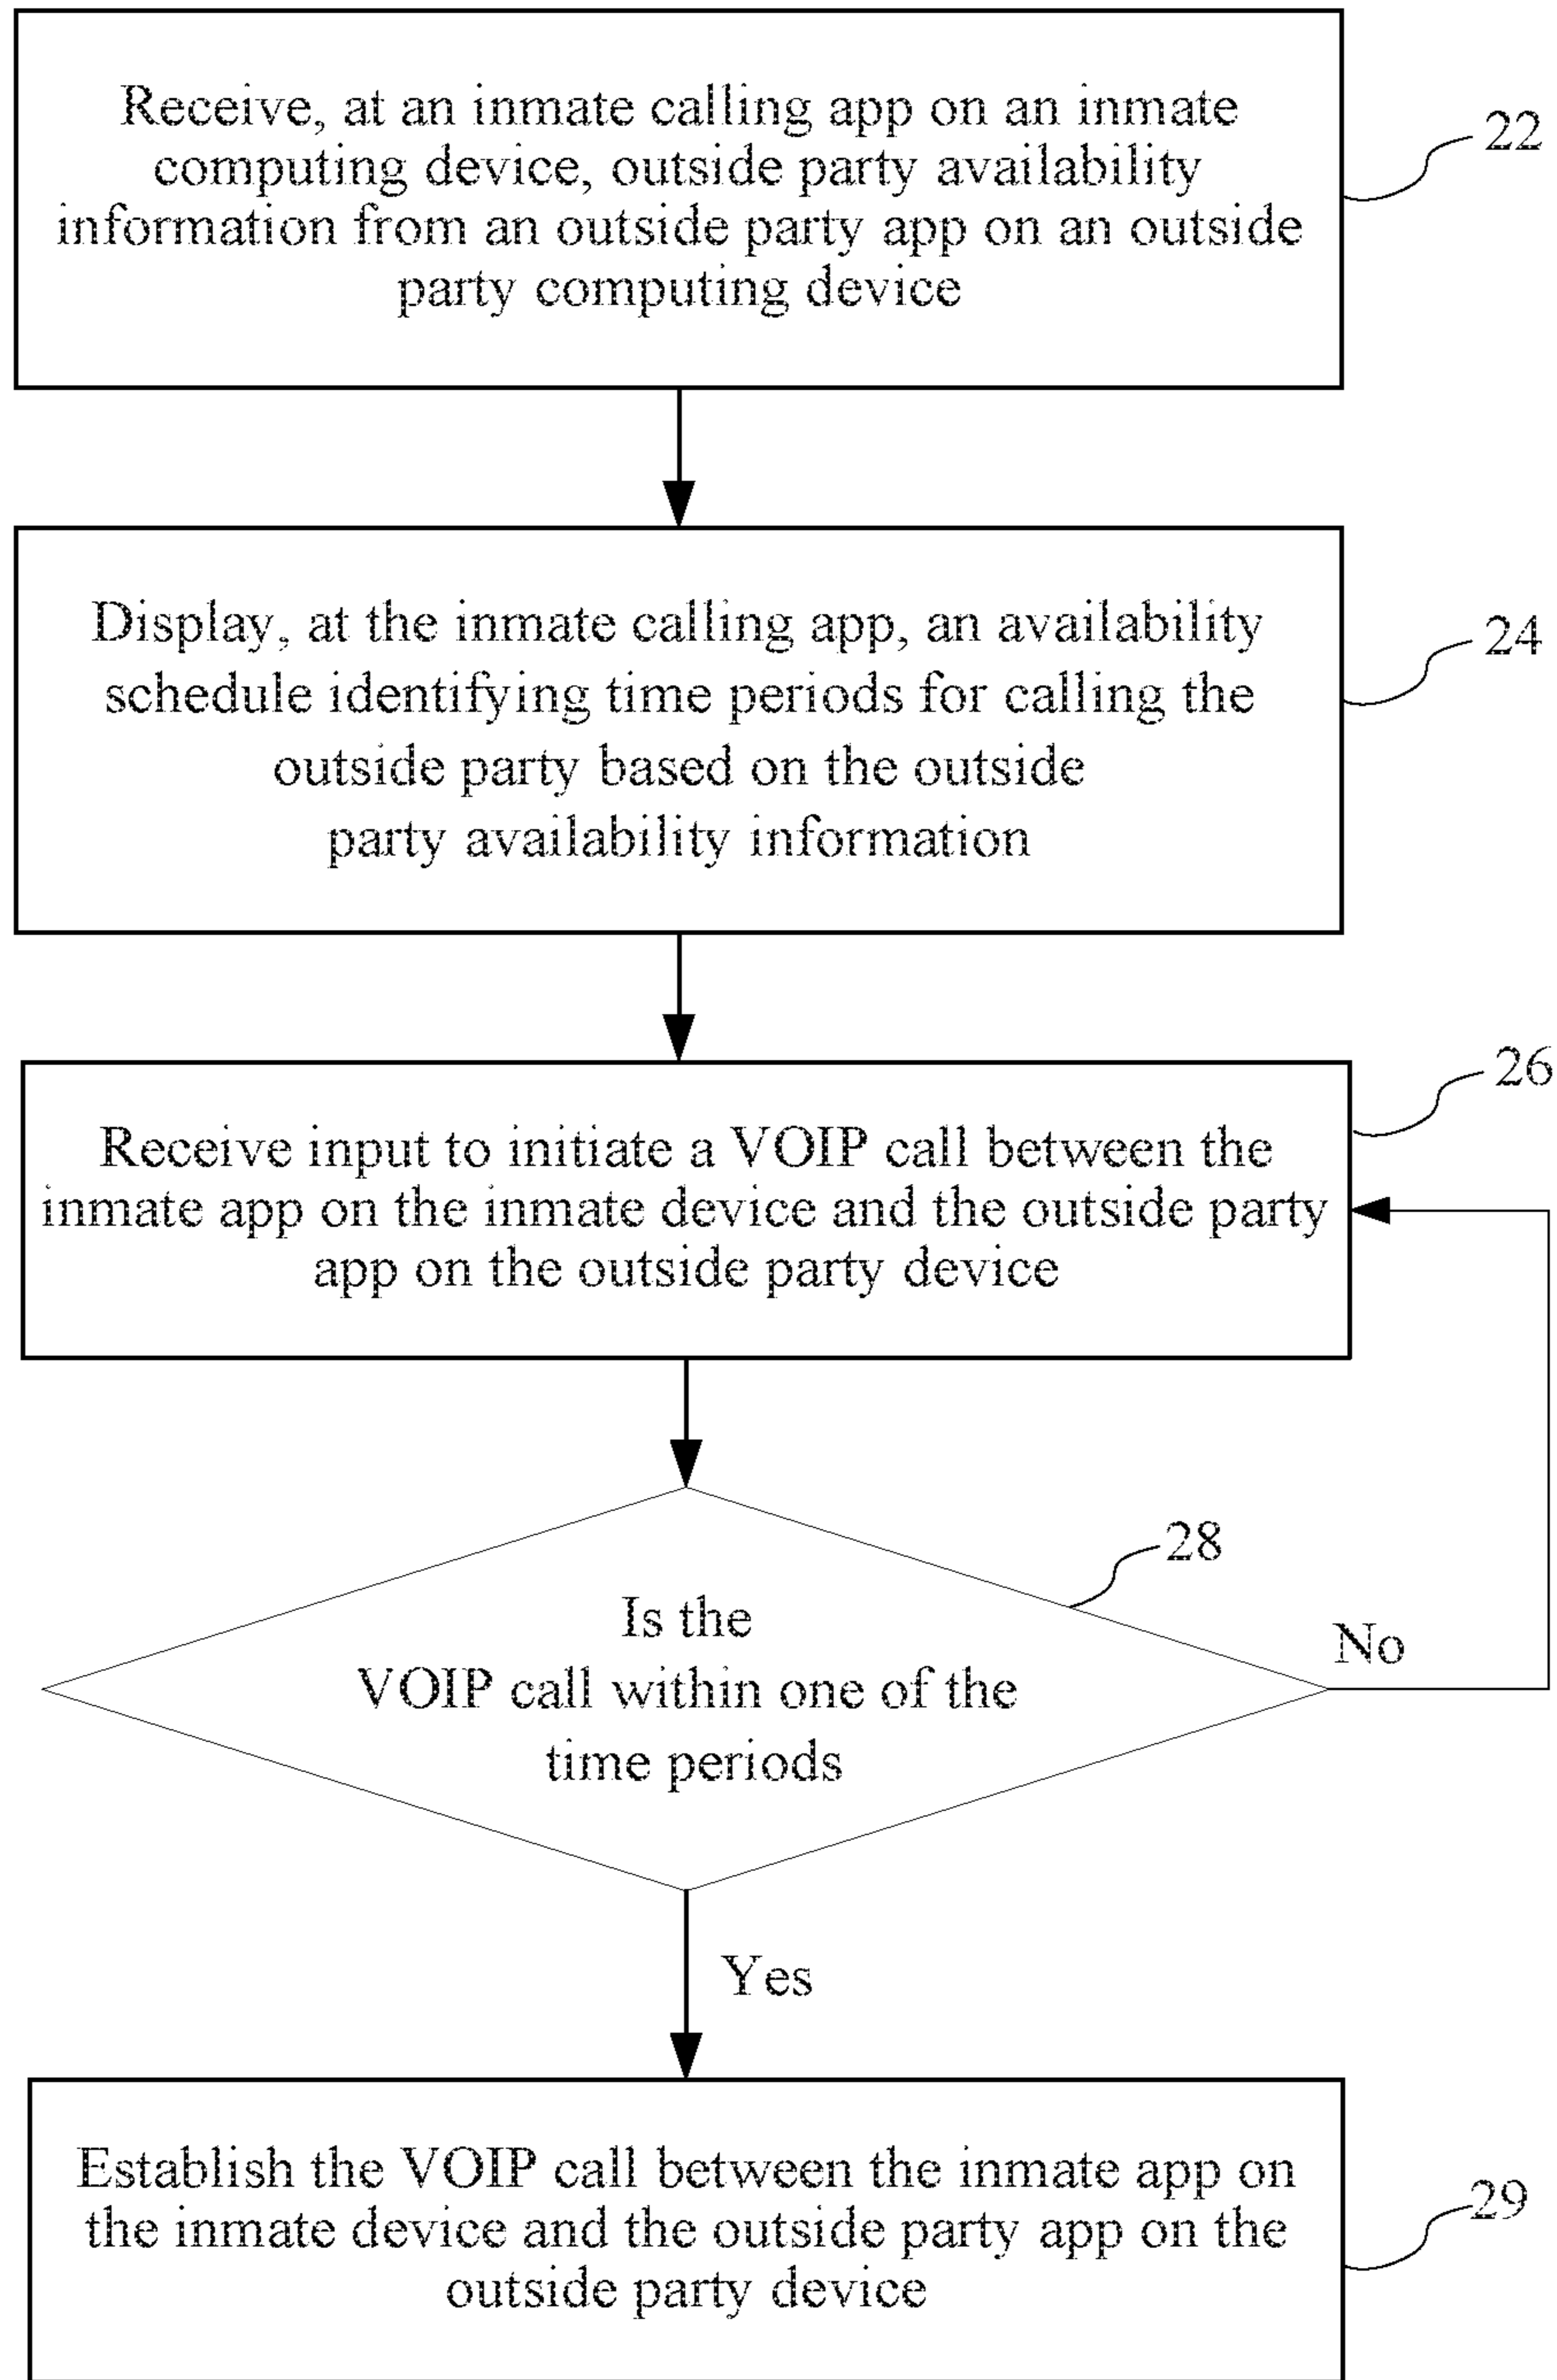 Receive, at an inmate calling app on an inmate
computing device, outside party availability
information from an outside party app on an outside
party computing device
22
Display, at the inmate calling app, an availability
schedule identifying time periods for calling the
outside party based on the outside
party availability information
24
26
Receive input to initiate a VOIP call between the
inmate app on the inmate device and the outside party
app on the outside party device
28
Is the
VOIP call within one of the
time periods
No
Yes
Establish the VOIP call between the inmate app on
the inmate device and the outside party app on the
outside party device
29